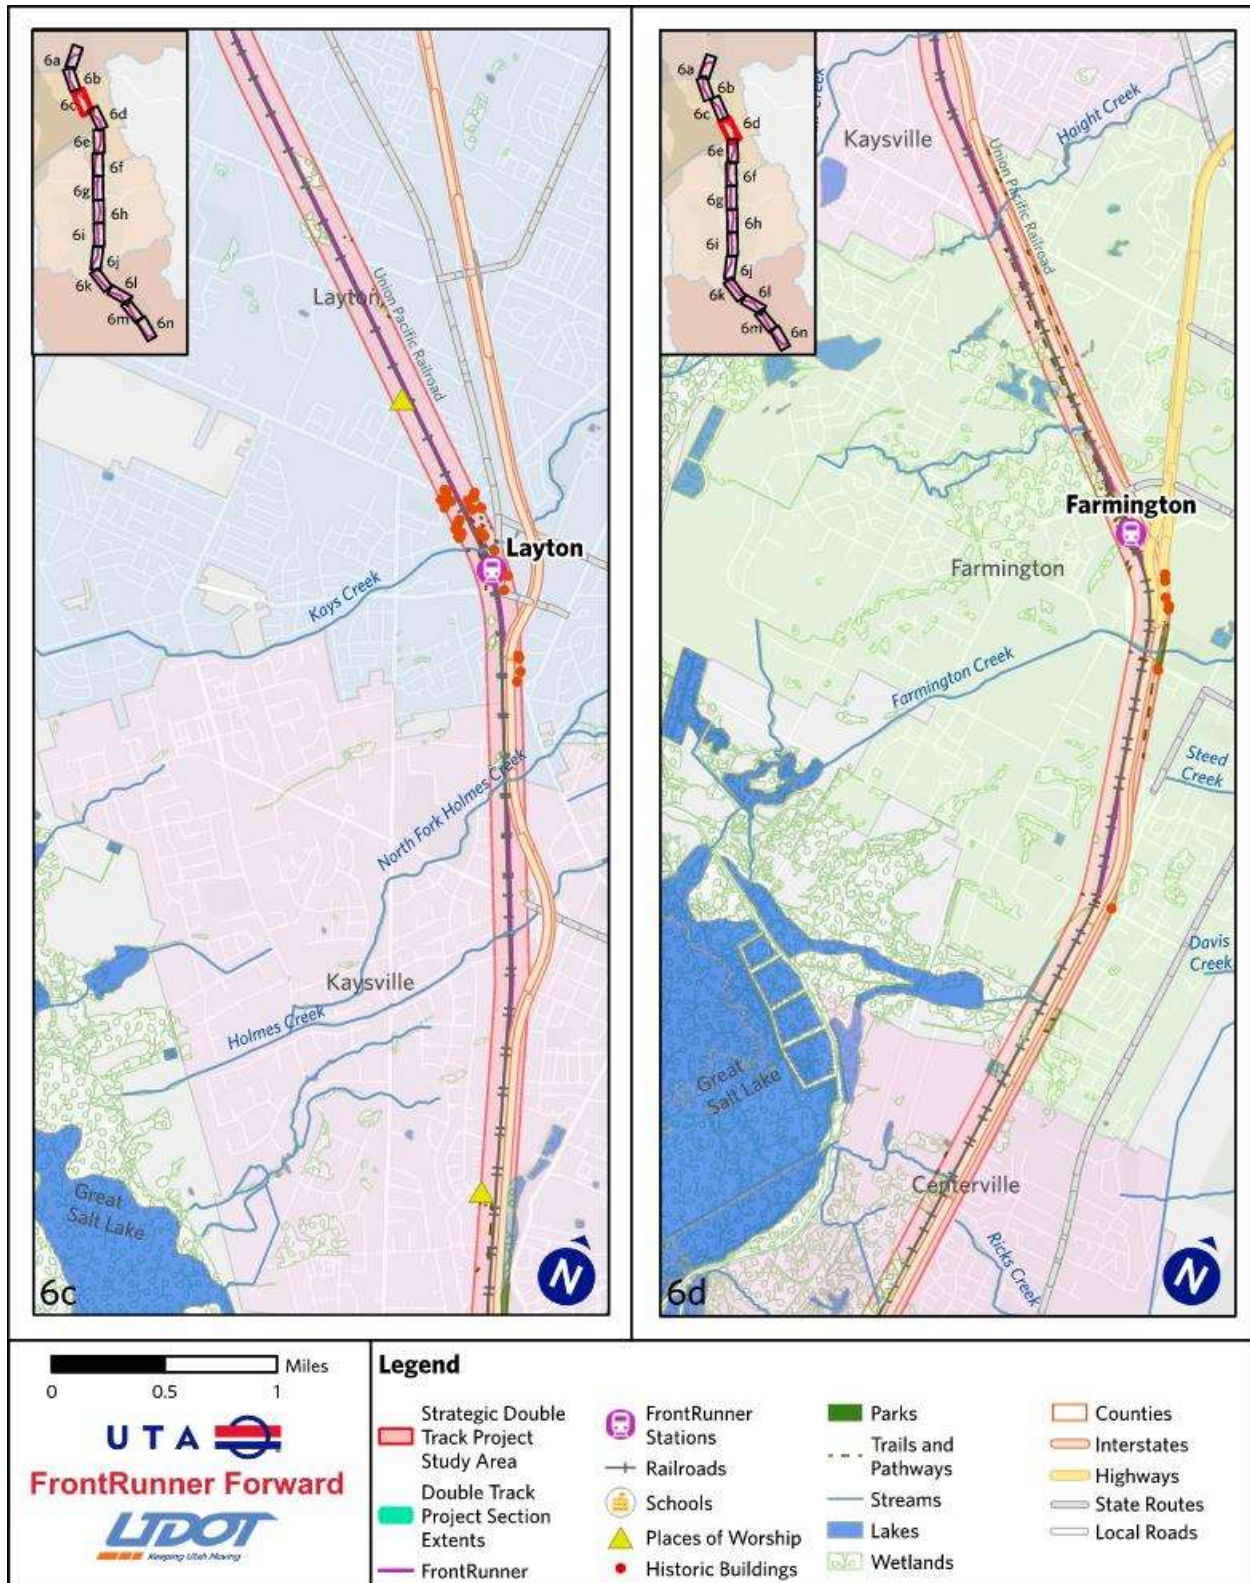 6a
6b
6c
6d
6e
6f
6g
6h
6i
6j
6k
6l
6m
6n
Layton
Union Pacific Railroad
Layton
Kays Creek
North Fork Holmes Creek
Kaysville
Holmes Creek
Great
Salt Lake
6c
N
6a
6b
6c
6d
6e
6f
6g
6h
6i
6j
6k
6l
6m
6n
Creek
Kaysville
Haight Creek
Union Pacific Railroad
Farmington
Farmington
Farmington Creek
Steed
Creek
Davis
Creek
Great
Salt Lake
Centerville
Ricks Creek
6d
N
Miles
0 0.5 1
UTA
FrontRunner Forward
UDOT
Keeping Utah Moving
Legend
Strategic Double
Track Project
Study Area
Double Track
Project Section
Extents
FrontRunner
FrontRunner
Stations
Railroads
Schools
Places of Worship
Historic Buildings
Parks
Trails and
Pathways
Streams
Lakes
Wetlands
Counties
Interstates
Highways
State Routes
Local Roads